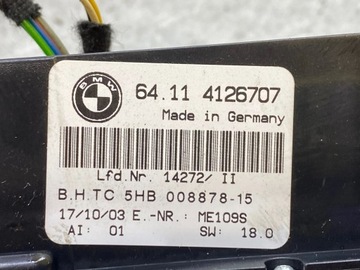 BMW
64.11 4126707
Made in Germany
Lfd.Nr. 14272/ II
B.H.TC 5HB 008878-15
17/10/03 E.-NR.: ME109S
AI: 01 SW: 18.0